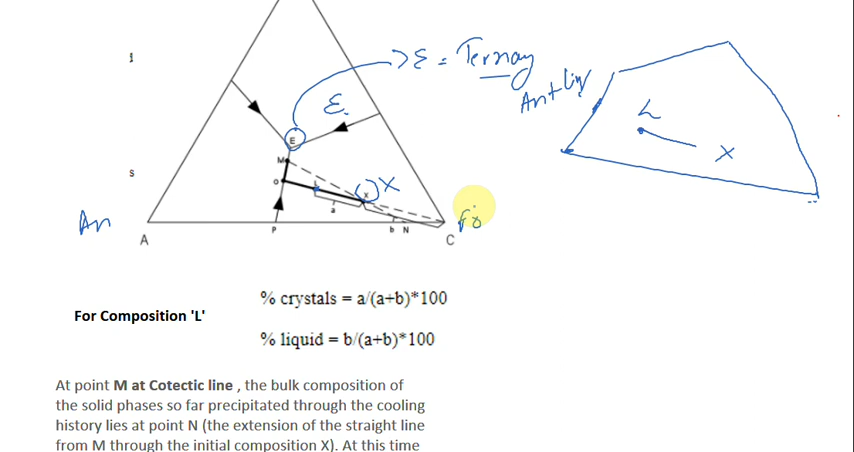 ε = Ternary
An + Liq
ε
L
X
E
M
X
O
L
x
S
a
An
Fo
b N
P
A
C
For Composition 'L'
% crystals = a/(a+b)*100
% liquid = b/(a+b)*100
At point M at Cotectic line , the bulk composition of
the solid phases so far precipitated through the cooling
history lies at point N (the extension of the straight line
from M through the initial composition X). At this time